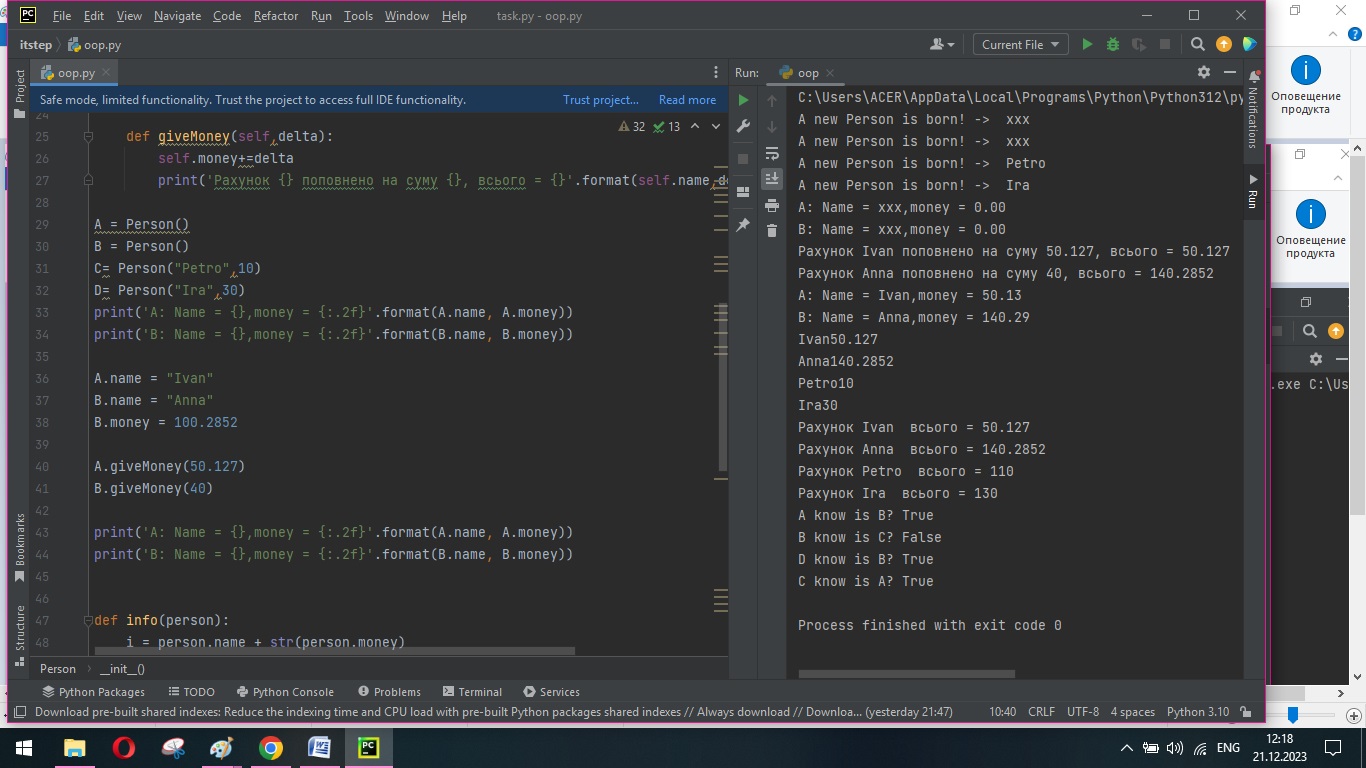 File Edit View Navigate Code Refactor Run Tools Window Help task.py - oop.py
itstep oop.py Current File
oop.py Run: oop
Safe mode, limited functionality. Trust the project to access full IDE functionality. Trust project... Read more
Project
Bookmarks
Structure
24
25 def giveMoney(self,delta):
26 self.money+=delta
27 print('Рахунок {} поповнено на суму {}, всього = {}'.format(self.name,de
28
29 A = Person()
30 B = Person()
31 C= Person("Petro",10)
32 D= Person("Ira",30)
33 print('A: Name = {},money = {:.2f}'.format(A.name, A.money))
34 print('B: Name = {},money = {:.2f}'.format(B.name, B.money))
35
36 A.name = "Ivan"
37 B.name = "Anna"
38 B.money = 100.2852
39
40 A.giveMoney(50.127)
41 B.giveMoney(40)
42
43 print('A: Name = {},money = {:.2f}'.format(A.name, A.money))
44 print('B: Name = {},money = {:.2f}'.format(B.name, B.money))
45
46
47 def info(person):
48 i = person.name + str(person.money)
32 13
C:\Users\ACER\AppData\Local\Programs\Python\Python312\py
A new Person is born! -> xxx
A new Person is born! -> xxx
A new Person is born! -> Petro
A new Person is born! -> Ira
A: Name = xxx,money = 0.00
B: Name = xxx,money = 0.00
Рахунок Ivan поповнено на суму 50.127, всього = 50.127
Рахунок Anna поповнено на суму 40, всього = 140.2852
A: Name = Ivan,money = 50.13
B: Name = Anna,money = 140.29
Ivan50.127
Anna140.2852
Petro10
Ira30
Рахунок Ivan всього = 50.127
Рахунок Anna всього = 140.2852
Рахунок Petro всього = 110
Рахунок Ira всього = 130
A know is B? True
B know is C? False
D know is B? True
C know is A? True
Process finished with exit code 0
Notifications
Run
Оповещение
продукта
Оповещение
продукта
.exe C:\Us
Person __init__()
Python Packages TODO Python Console Problems Terminal Services
Download pre-built shared indexes: Reduce the indexing time and CPU load with pre-built Python packages shared indexes // Always download // Downloa... (yesterday 21:47) 10:40 CRLF UTF-8 4 spaces Python 3.10
ENG
12:18
21.12.2023